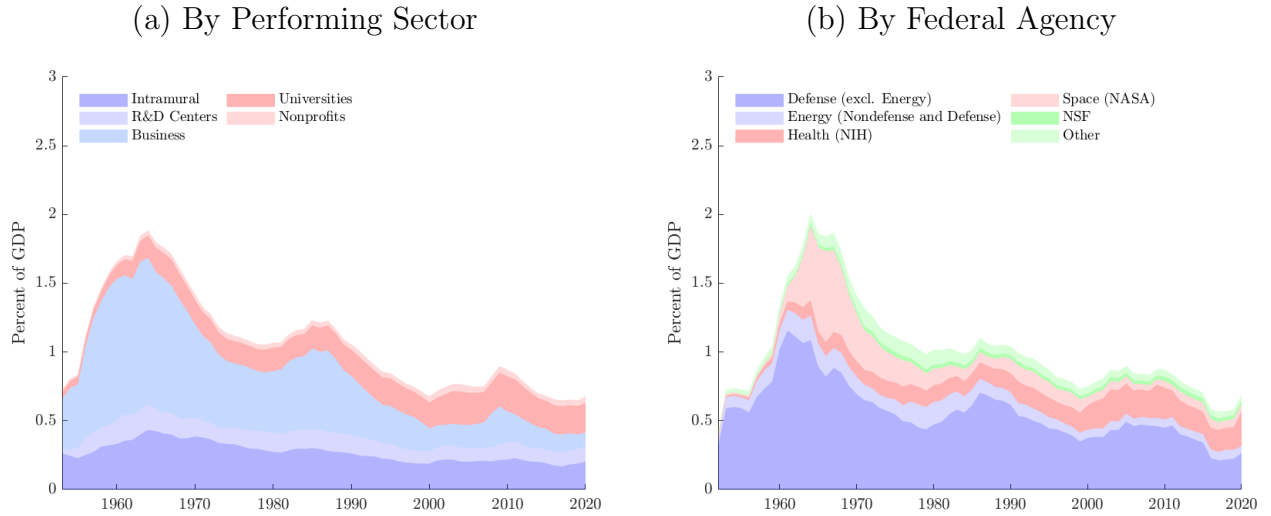 (a) By Performing Sector
3
2.5
2
1.5
1
0.5
0
Percent of GDP
Intramural
R&D Centers
Business
Universities
Nonprofits
1960 1970 1980 1990 2000 2010 2020
(b) By Federal Agency
3
2.5
2
1.5
1
0.5
0
Percent of GDP
Defense (excl. Energy)
Energy (Nondefense and Defense)
Health (NIH)
Space (NASA)
NSF
Other
1960 1970 1980 1990 2000 2010 2020